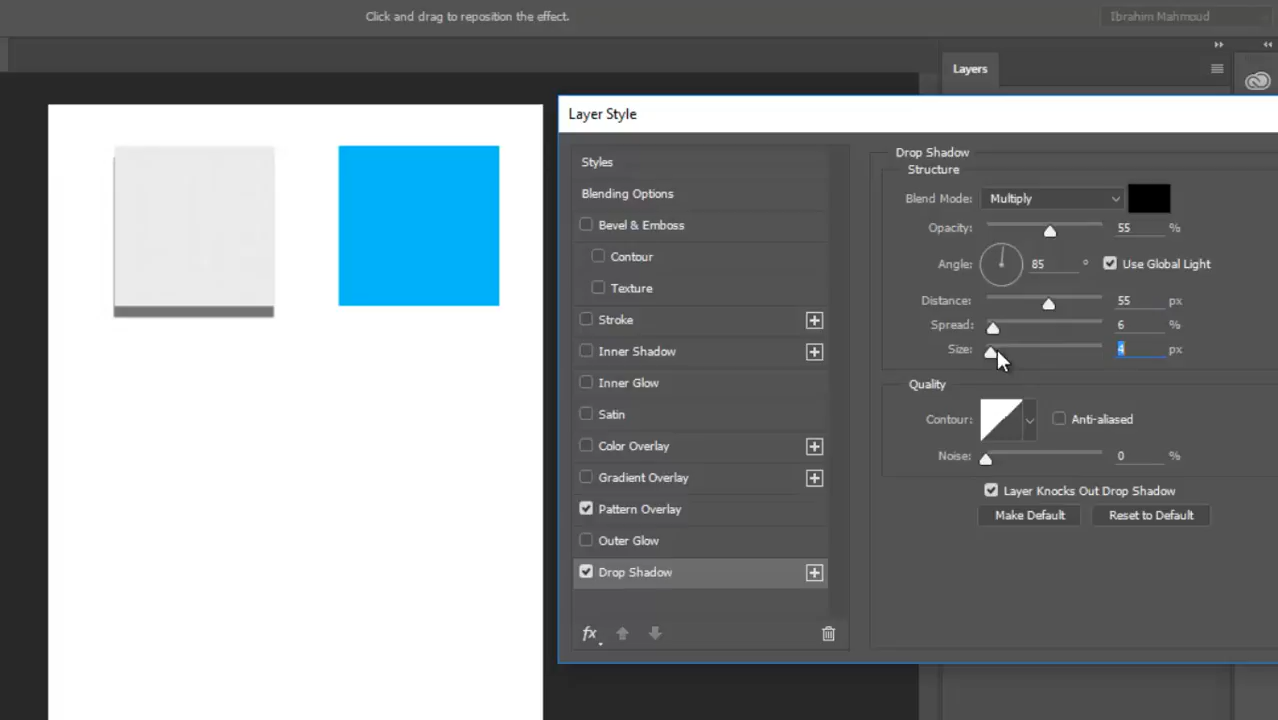 Click and drag to reposition the effect.
Ibrahim Mahmoud
Layers
Layer Style
Styles
Blending Options
Bevel & Emboss
Contour
Texture
Stroke
Inner Shadow
Inner Glow
Satin
Color Overlay
Gradient Overlay
Pattern Overlay
Outer Glow
Drop Shadow
fx
Drop Shadow
Structure
Blend Mode: Multiply
Opacity: 55 %
Angle: 85 ° Use Global Light
Distance: 55 px
Spread: 6 %
Size: 4 px
Quality
Contour: Anti-aliased
Noise: 0 %
Layer Knocks Out Drop Shadow
Make Default Reset to Default